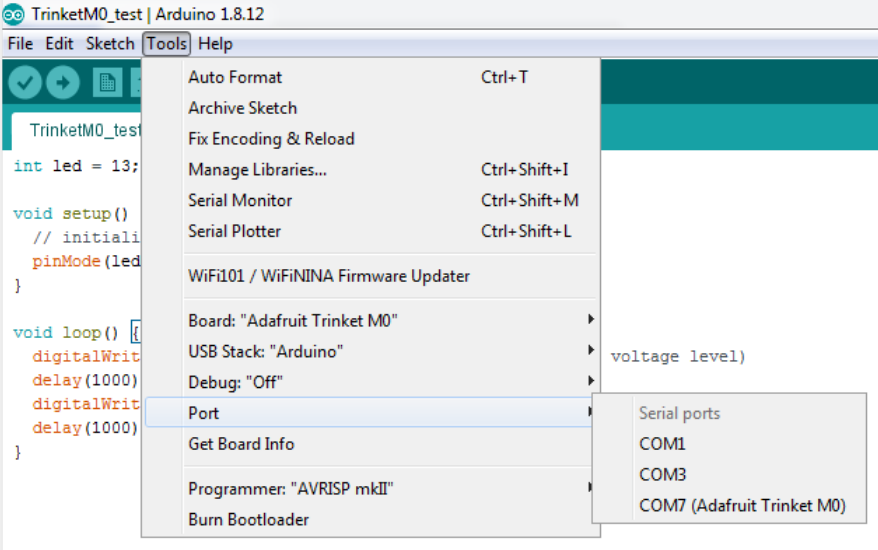 TrinketM0_test | Arduino 1.8.12
File Edit Sketch Tools Help
Auto Format Ctrl+T
Archive Sketch
Fix Encoding & Reload
Manage Libraries... Ctrl+Shift+I
Serial Monitor Ctrl+Shift+M
Serial Plotter Ctrl+Shift+L
WiFi101 / WiFiNINA Firmware Updater
Board: "Adafruit Trinket M0"
USB Stack: "Arduino"
Debug: "Off"
Port
Get Board Info
Programmer: "AVRISP mkII"
Burn Bootloader
Serial ports
COM1
COM3
COM7 (Adafruit Trinket M0)
TrinketM0_test
int led = 13;
void setup()
// initiali
pinMode(led
}
void loop() {
digitalWrit voltage level)
delay(1000)
digitalWrit
delay(1000)
}